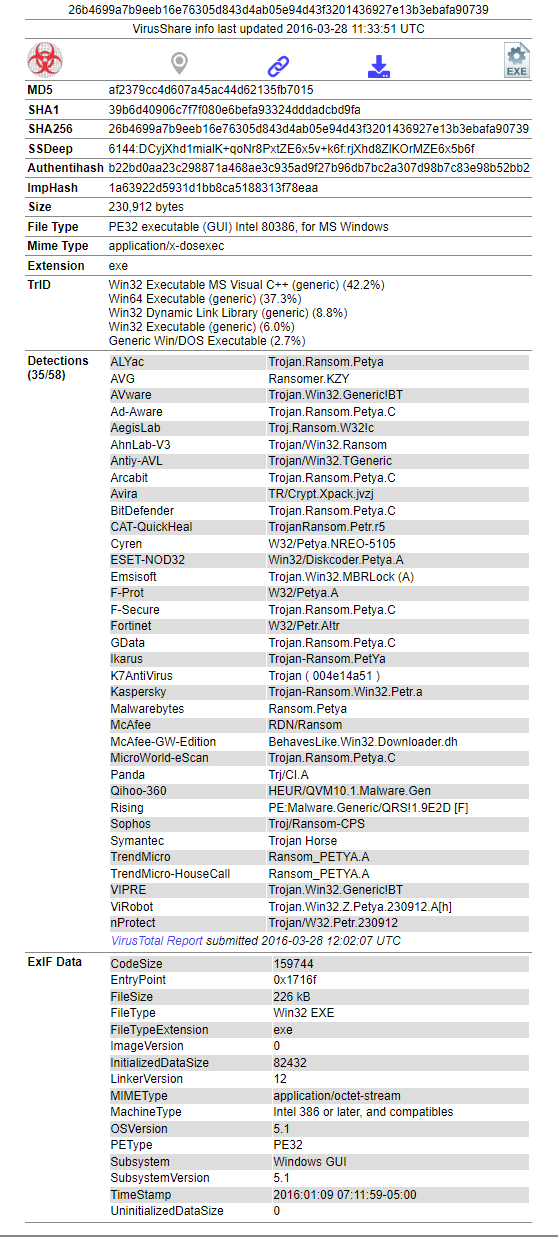 26b4699a7b9eeb16e76305d843d4ab05e94d43f3201436927e13b3ebafa90739
VirusShare info last updated 2016-03-28 11:33:51 UTC
EXE
MD5 af2379cc4d607a45ac44d62135fb7015
SHA1 39b6d40906c7f7f080e6befa93324dddadcbd9fa
SHA256 26b4699a7b9eeb16e76305d843d4ab05e94d43f3201436927e13b3ebafa90739
SSDeep 6144:DCyjXhd1mialK+qoNr8PxtZE6x5v+k6f:rjXhd8ZlKOrMZE6x5b6f
Authentihash b22bd0aa23c298871a468ae3c935ad9f27b96db7bc2a307d98b7c83e98b52bb2
ImpHash 1a63922d5931d1bb8ca5188313f78eaa
Size 230,912 bytes
File Type PE32 executable (GUI) Intel 80386, for MS Windows
Mime Type application/x-dosexec
Extension exe
TrID Win32 Executable MS Visual C++ (generic) (42.2%)
Win64 Executable (generic) (37.3%)
Win32 Dynamic Link Library (generic) (8.8%)
Win32 Executable (generic) (6.0%)
Generic Win/DOS Executable (2.7%)
Detections (35/58)
ALYac Trojan.Ransom.Petya
AVG Ransomer.KZY
AVware Trojan.Win32.Generic!BT
Ad-Aware Trojan.Ransom.Petya.C
AegisLab Troj.Ransom.W32!c
AhnLab-V3 Trojan/Win32.Ransom
Antiy-AVL Trojan/Win32.TGeneric
Arcabit Trojan.Ransom.Petya.C
Avira TR/Crypt.Xpack.jvzj
BitDefender Trojan.Ransom.Petya.C
CAT-QuickHeal TrojanRansom.Petr.r5
Cyren W32/Petya.NREO-5105
ESET-NOD32 Win32/Diskcoder.Petya.A
Emsisoft Trojan.Win32.MBRLock (A)
F-Prot W32/Petya.A
F-Secure Trojan.Ransom.Petya.C
Fortinet W32/Petr.A!tr
GData Trojan.Ransom.Petya.C
Ikarus Trojan-Ransom.PetYa
K7AntiVirus Trojan ( 004e14a51 )
Kaspersky Trojan-Ransom.Win32.Petr.a
Malwarebytes Ransom.Petya
McAfee RDN/Ransom
McAfee-GW-Edition BehavesLike.Win32.Downloader.dh
MicroWorld-eScan Trojan.Ransom.Petya.C
Panda Trj/CI.A
Qihoo-360 HEUR/QVM10.1.Malware.Gen
Rising PE:Malware.Generic/QRS!1.9E2D [F]
Sophos Troj/Ransom-CPS
Symantec Trojan Horse
TrendMicro Ransom_PETYA.A
TrendMicro-HouseCall Ransom_PETYA.A
VIPRE Trojan.Win32.Generic!BT
ViRobot Trojan.Win32.Z.Petya.230912.A[h]
nProtect Trojan/W32.Petr.230912
VirusTotal Report submitted 2016-03-28 12:02:07 UTC
ExIF Data
CodeSize 159744
EntryPoint 0x1716f
FileSize 226 kB
FileType Win32 EXE
FileTypeExtension exe
ImageVersion 0
InitializedDataSize 82432
LinkerVersion 12
MIMEType application/octet-stream
MachineType Intel 386 or later, and compatibles
OSVersion 5.1
PEType PE32
Subsystem Windows GUI
SubsystemVersion 5.1
TimeStamp 2016:01:09 07:11:59-05:00
UninitializedDataSize 0